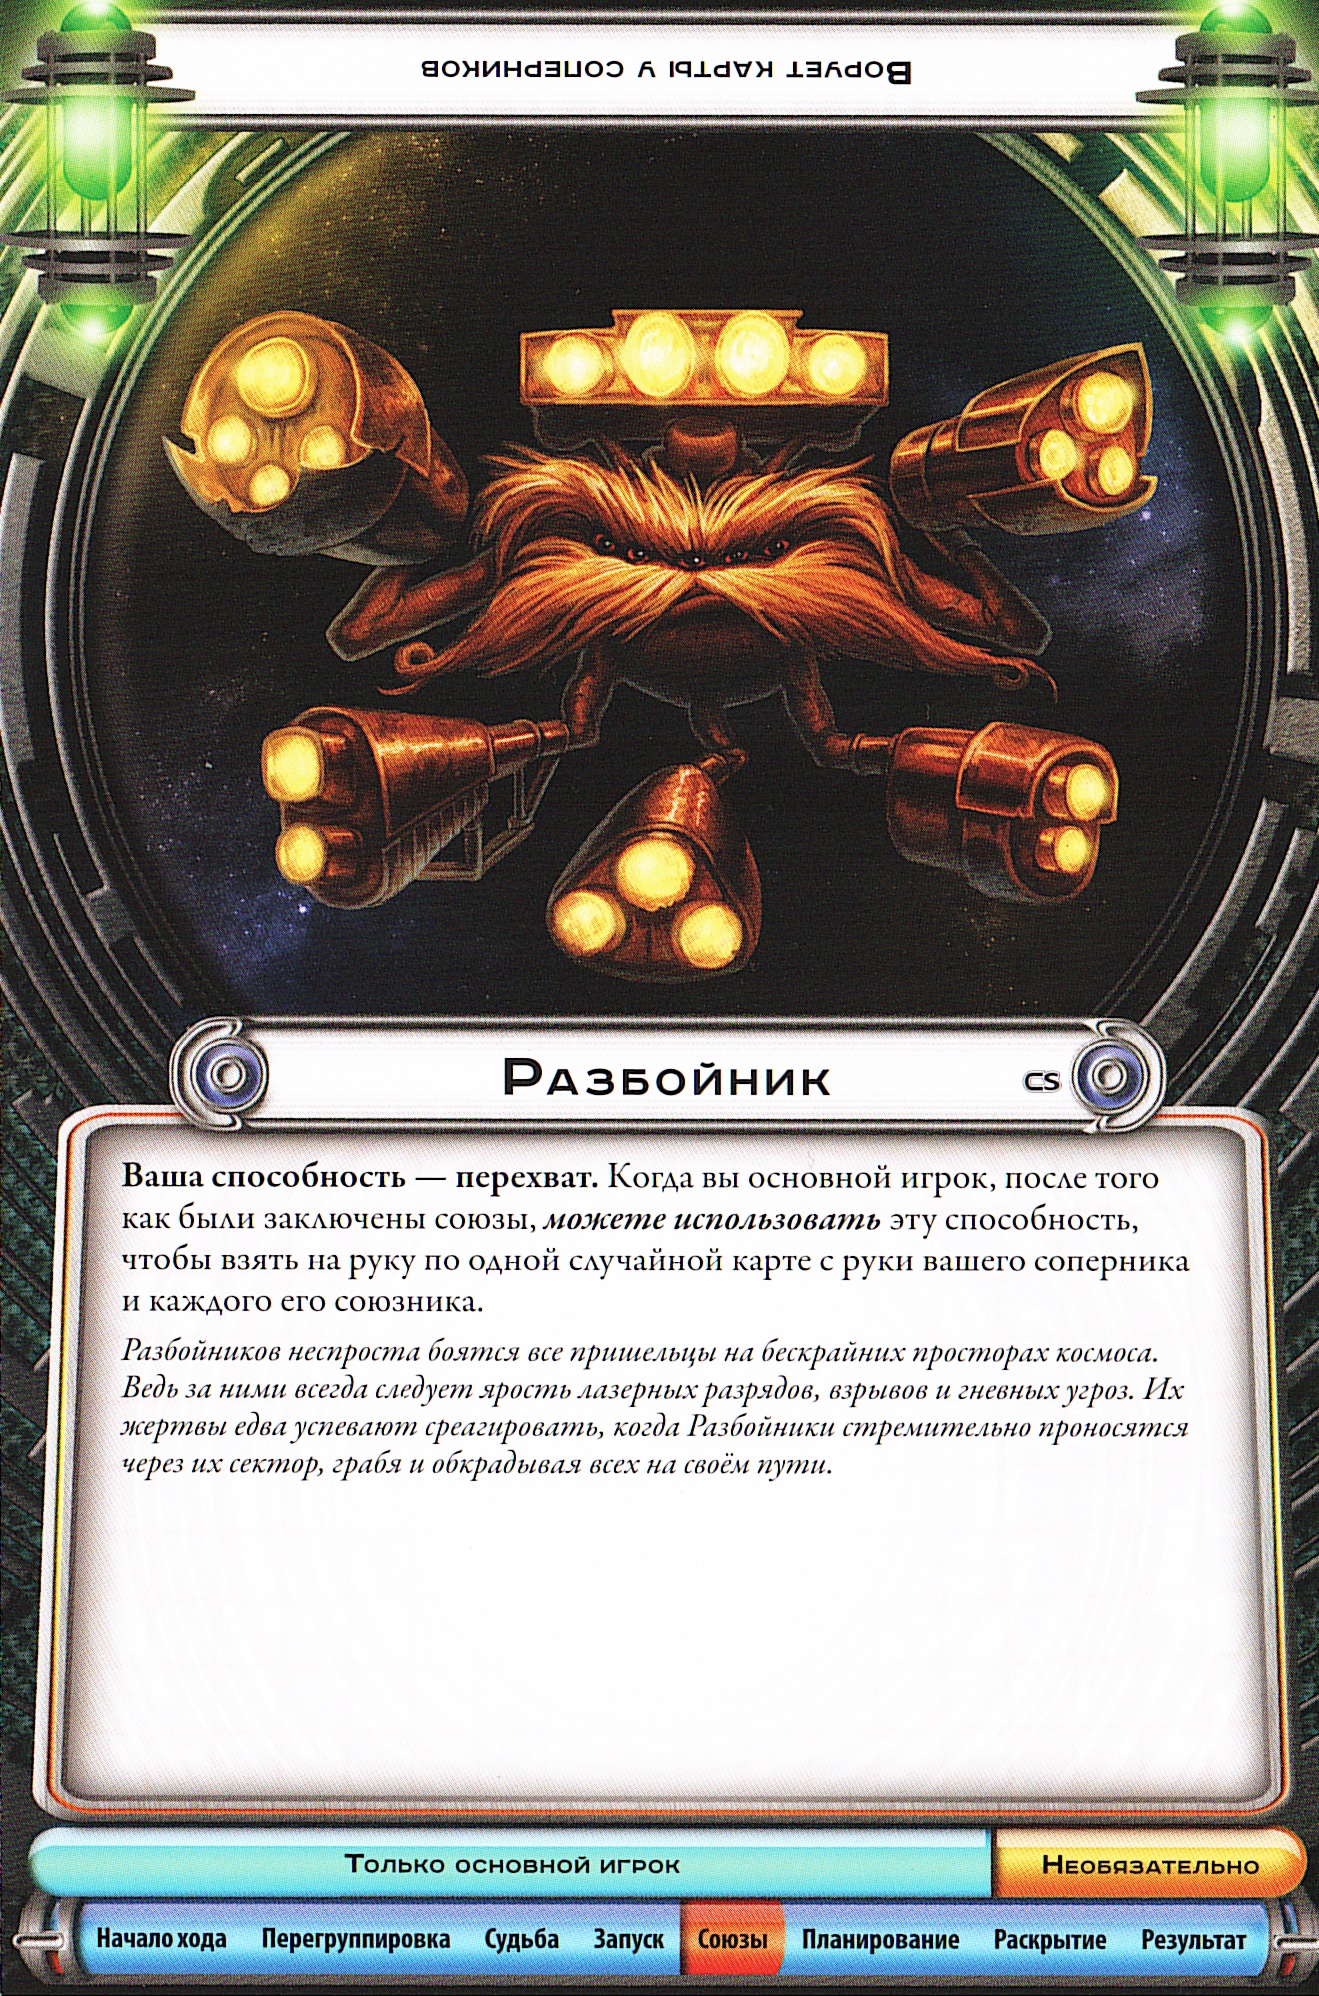 Ворует карты у соперников
Разбойник
CS
Ваша способность — перехват. Когда вы основной игрок, после того
как были заключены союзы, можете использовать эту способность,
чтобы взять на руку по одной случайной карте с руки вашего соперника
и каждого его союзника.
Разбойников неспроста боятся все пришельцы на бескрайних просторах космоса.
Ведь за ними всегда следует ярость лазерных разрядов, взрывов и гневных угроз. Их
жертвы едва успевают среагировать, когда Разбойники стремительно проносятся
через их сектор, грабя и обкрадывая всех на своём пути.
Только основной игрок Необязательно
Начало хода Перегруппировка Судьба Запуск Союзы Планирование Раскрытие Результат